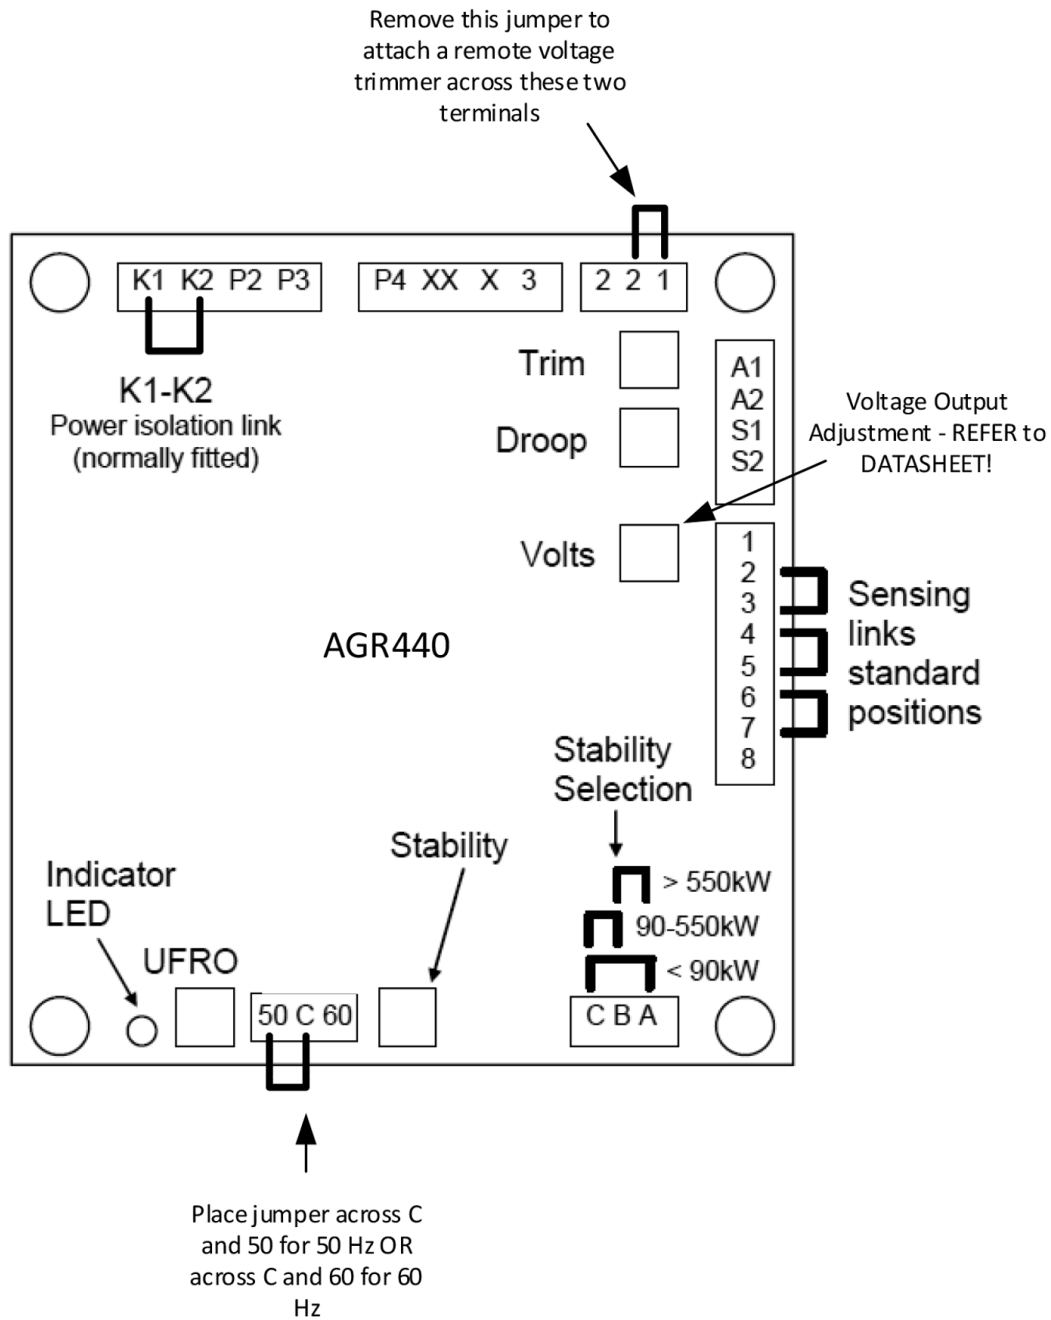 Remove this jumper to
attach a remote voltage
trimmer across these two
terminals
K1 K2 P2 P3
P4 XX X 3
2 2 1
K1-K2
Power isolation link
(normally fitted)
Trim
Droop
Volts
A1
A2
S1
S2
Voltage Output
Adjustment - REFER to
DATASHEET!
1
2
3
4
5
6
7
8
Sensing
links
standard
positions
AGR440
Stability
Selection
> 550kW
90-550kW
< 90kW
C B A
Stability
Indicator
LED
UFRO
50 C 60
Place jumper across C
and 50 for 50 Hz OR
across C and 60 for 60
Hz